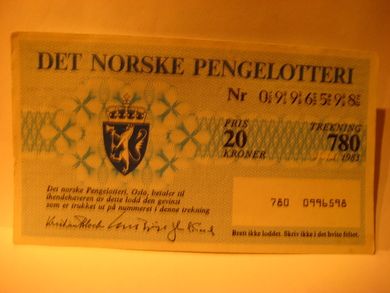 DET NORSKE PENGELOTTERI
Nr 0996598
PRIS TREKNING
20 780
KRONER 1983
Det norske Pengelotteri, Oslo, betaler til
ihendehaveren av dette lodd den gevinst
som er trukket ut på nummeret i denne trekning
780 0996598
Brett ikke loddet. Skriv ikke i det hvite feltet.